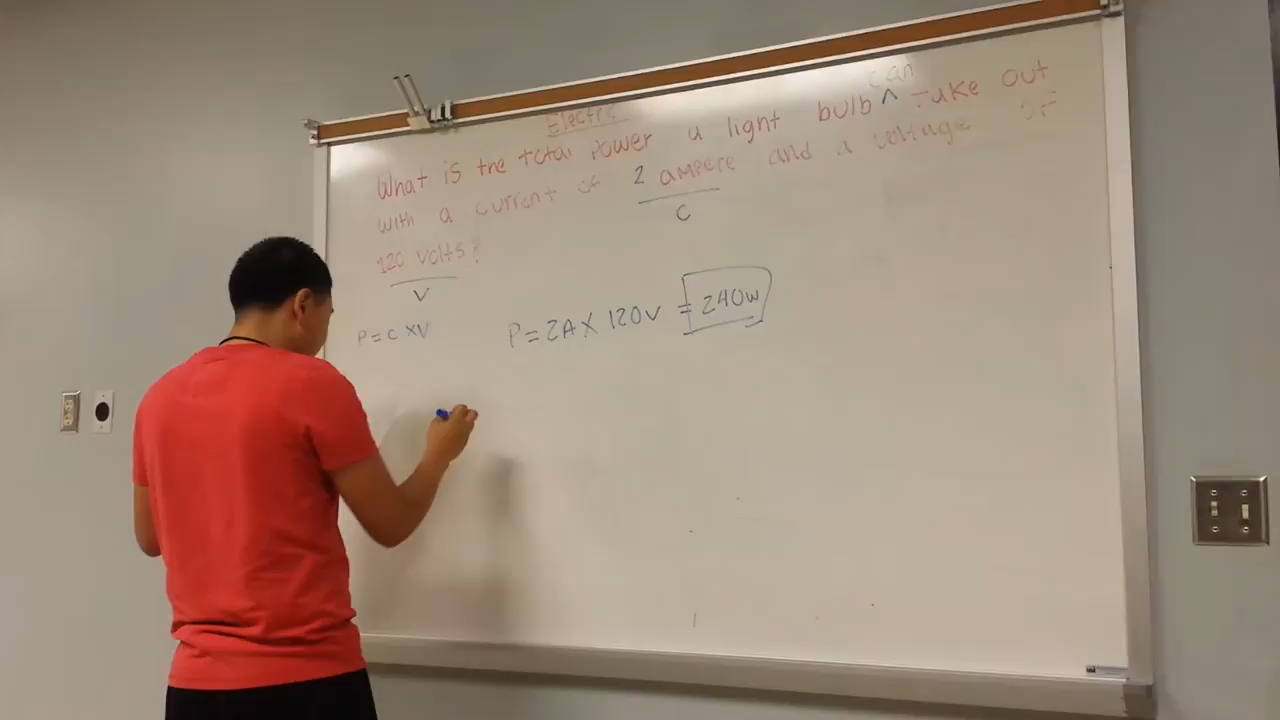 Electric
can
What is the total power a light bulb ^ take out
with a current of 2 ampere and a voltage of
120 volts?
C
V
P = C X V
P = 2A X 120V = 240W